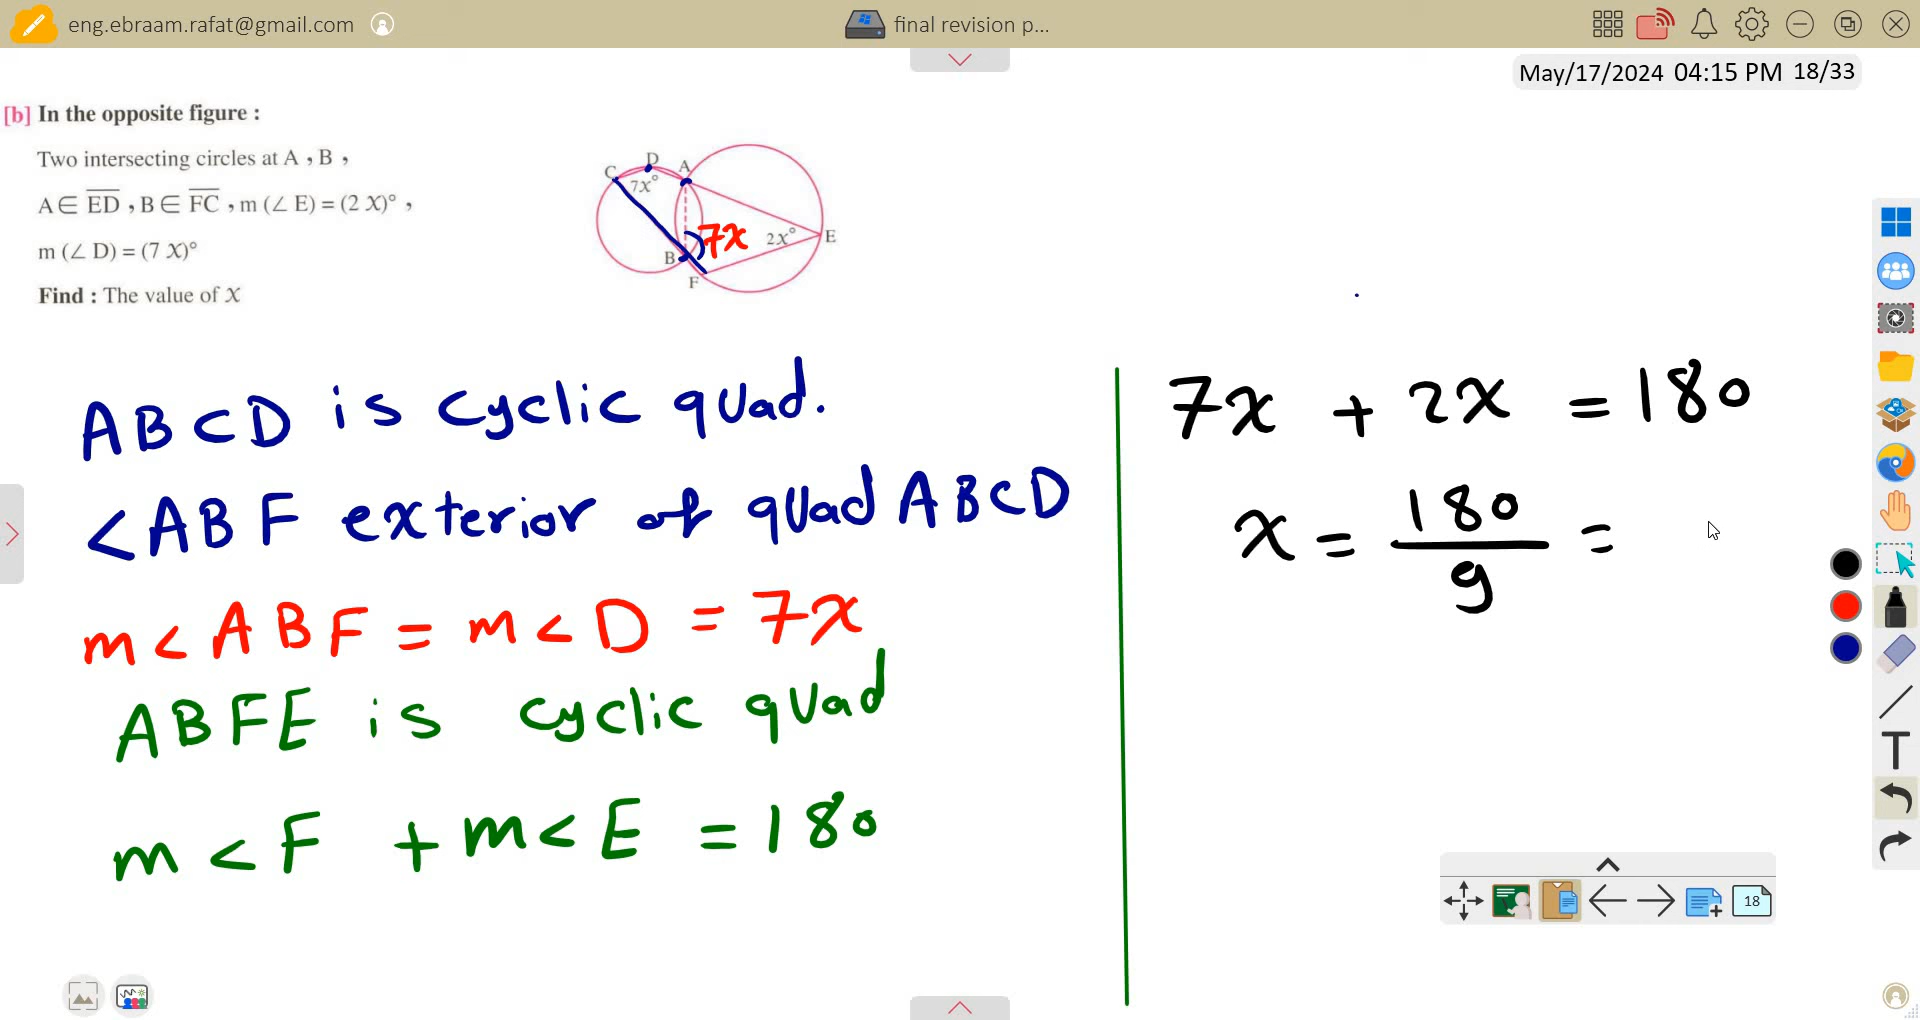 eng.ebraam.rafat@gmail.com
final revision p...
May/17/2024 04:15 PM 18/33
[b] In the opposite figure :
Two intersecting circles at A , B ,
A ∈ ED , B ∈ FC , m (∠ E) = (2 X)° ,
m (∠ D) = (7 X)°
Find : The value of X
C D A
7x°
7x 2x° E
B
F
ABCD is cyclic quad.
<ABF exterior of quad ABCD
m<ABF = m<D = 7x
ABFE is cyclic quad
m<F + m<E = 180
7x + 2x = 180
x = 180/9 =
T
18